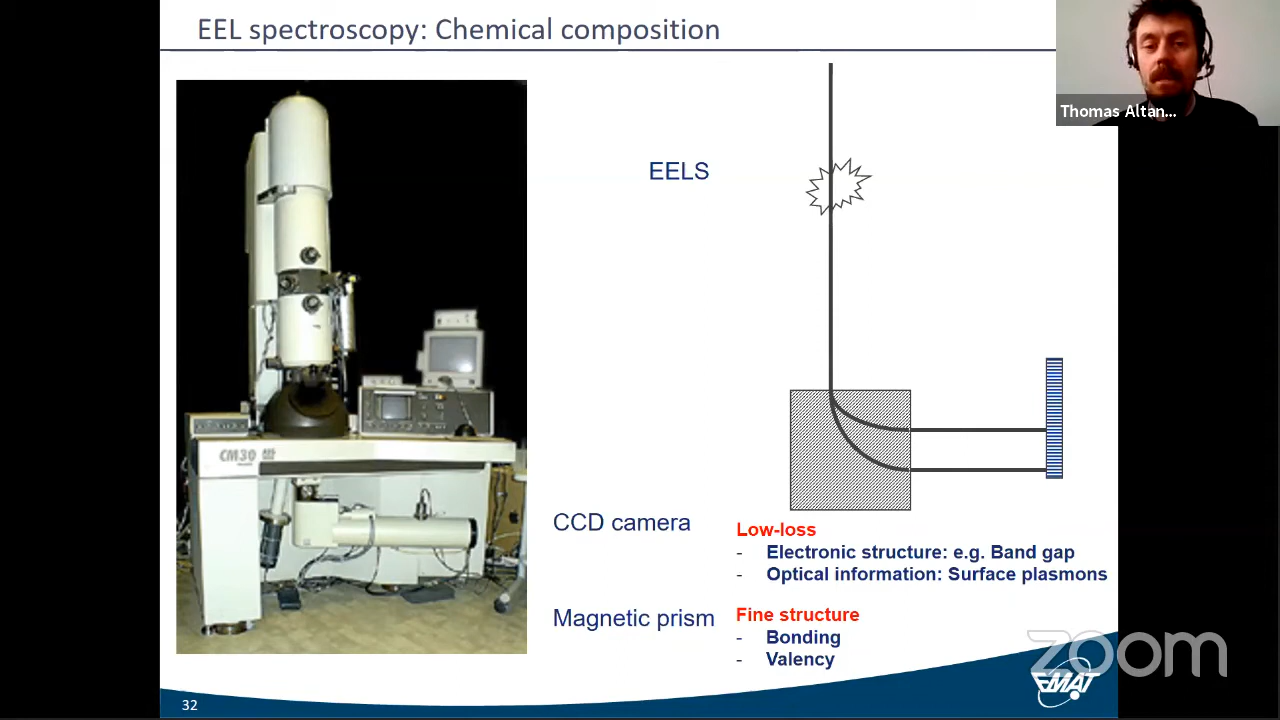 EEL spectroscopy: Chemical composition
Thomas Altan...
EELS
CM30
CCD camera
Low-loss
- Electronic structure: e.g. Band gap
- Optical information: Surface plasmons
Magnetic prism
Fine structure
- Bonding
- Valency
zoom
EMAT
32